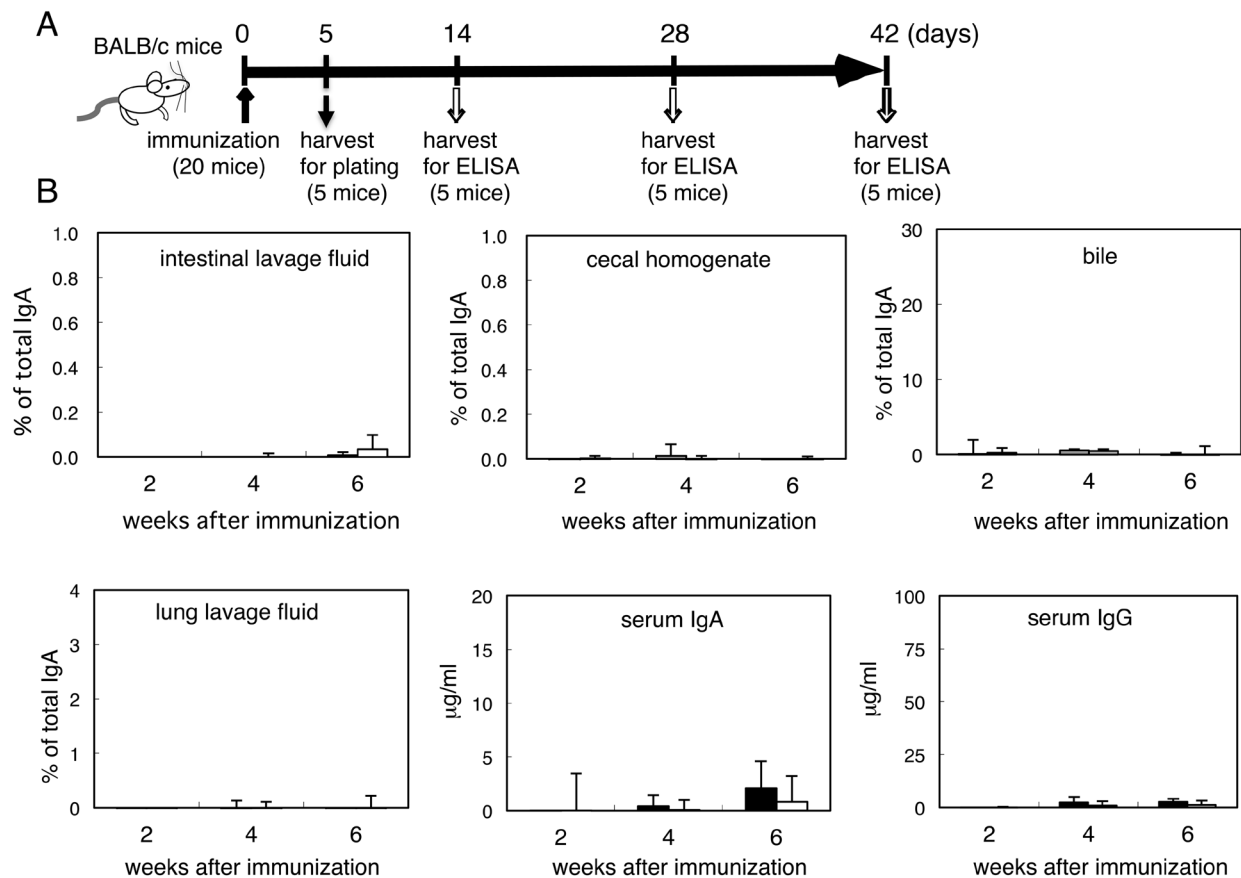 A
BALB/c mice
0 5 14 28 42 (days)
immunization
(20 mice)
harvest
for plating
(5 mice)
harvest
for ELISA
(5 mice)
harvest
for ELISA
(5 mice)
harvest
for ELISA
(5 mice)
B
intestinal lavage fluid
% of total IgA
1.0
0.8
0.6
0.4
0.2
0.0
2 4 6
weeks after immunization
cecal homogenate
% of total IgA
1.0
0.8
0.6
0.4
0.2
0.0
2 4 6
weeks after immunization
bile
% of total IgA
30
20
10
0
2 4 6
weeks after immunization
lung lavage fluid
% of total IgA
4
3
2
1
0
2 4 6
weeks after immunization
serum IgA
µg/ml
20
15
10
5
0
2 4 6
weeks after immunization
serum IgG
µg/ml
100
75
50
25
0
2 4 6
weeks after immunization